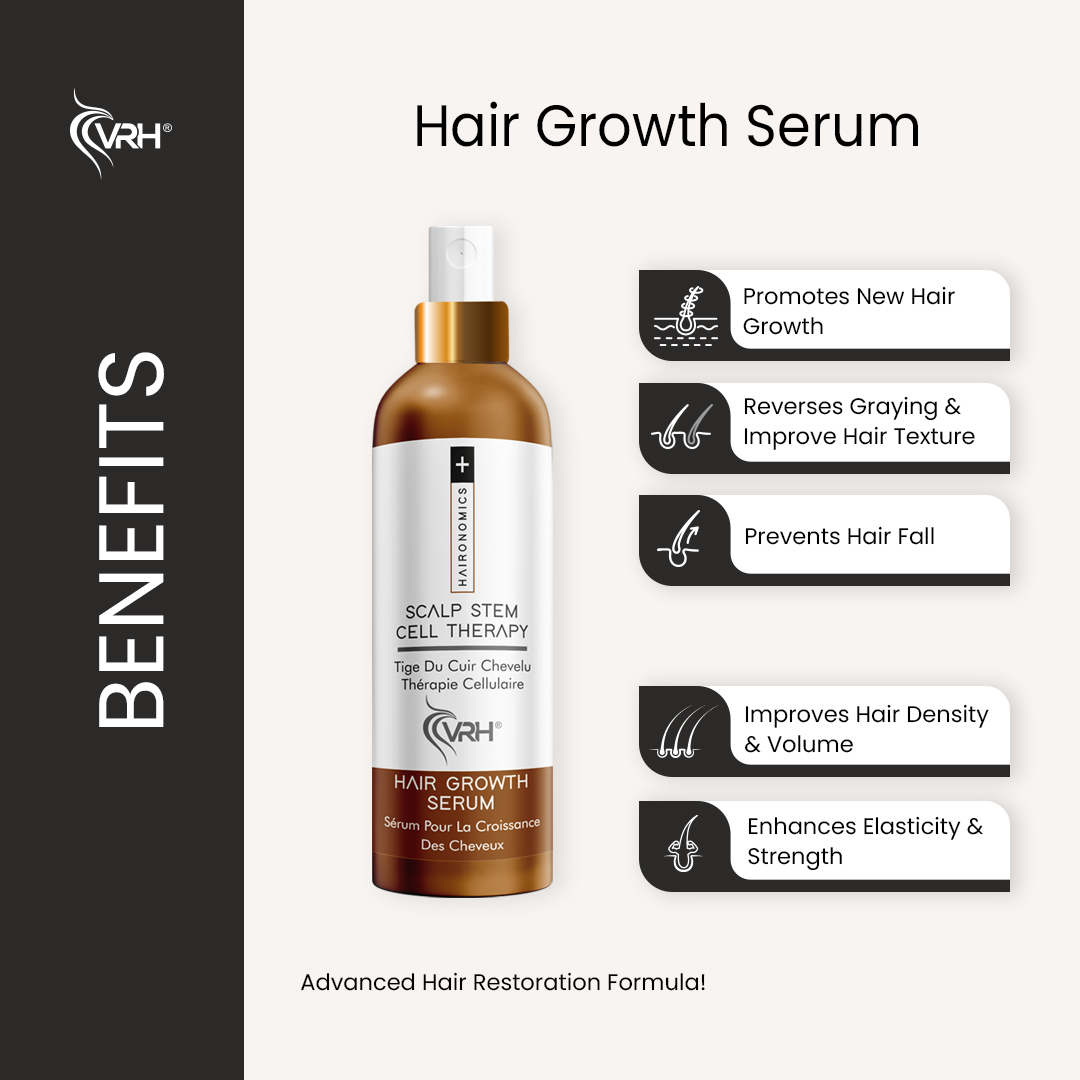 VRH®
BENEFITS
Hair Growth Serum
+
HAIRONOMICS
SCALP STEM
CELL THERAPY
Tige Du Cuir Chevelu
Thérapie Cellulaire
VRH®
HAIR GROWTH
SERUM
Sérum Pour La Croissance
Des Cheveux
Promotes New Hair
Growth
Reverses Graying &
Improve Hair Texture
Prevents Hair Fall
Improves Hair Density
& Volume
Enhances Elasticity &
Strength
Advanced Hair Restoration Formula!